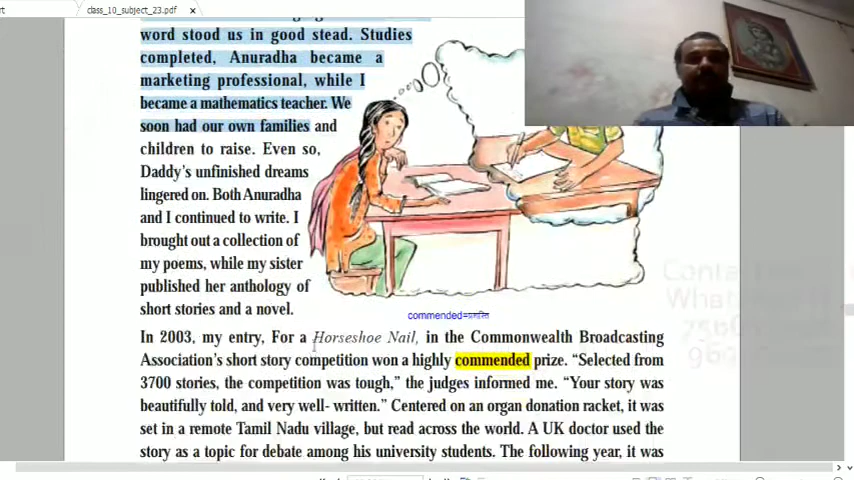 class_10_subject_23.pdf
word stood us in good stead. Studies
completed, Anuradha became a
marketing professional, while I
became a mathematics teacher. We
soon had our own families and
children to raise. Even so,
Daddy's unfinished dreams
lingered on. Both Anuradha
and I continued to write. I
brought out a collection of
my poems, while my sister
published her anthology of
short stories and a novel.
commended=प्रशंसित
In 2003, my entry, For a Horseshoe Nail, in the Commonwealth Broadcasting
Association's short story competition won a highly commended prize. "Selected from
3700 stories, the competition was tough," the judges informed me. "Your story was
beautifully told, and very well- written." Centered on an organ donation racket, it was
set in a remote Tamil Nadu village, but read across the world. A UK doctor used the
story as a topic for debate among his university students. The following year, it was